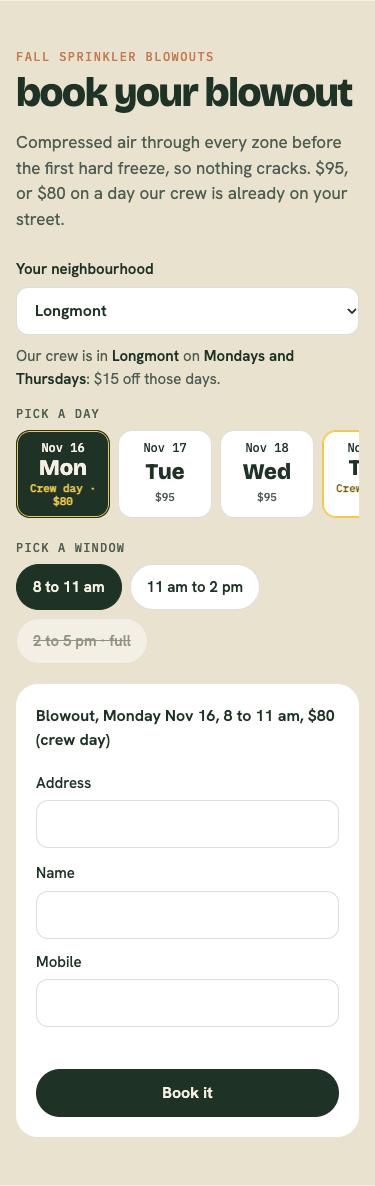 FALL SPRINKLER BLOWOUTS
book your blowout
Compressed air through every zone before
the first hard freeze, so nothing cracks. $95,
or $80 on a day our crew is already on your
street.
Your neighbourhood
Longmont
Our crew is in Longmont on Mondays and
Thursdays: $15 off those days.
PICK A DAY
Nov 16
Mon
Crew day ·
$80
Nov 17
Tue
$95
Nov 18
Wed
$95
Crew
PICK A WINDOW
8 to 11 am
11 am to 2 pm
2 to 5 pm · full
Blowout, Monday Nov 16, 8 to 11 am, $80
(crew day)
Address
Name
Mobile
Book it